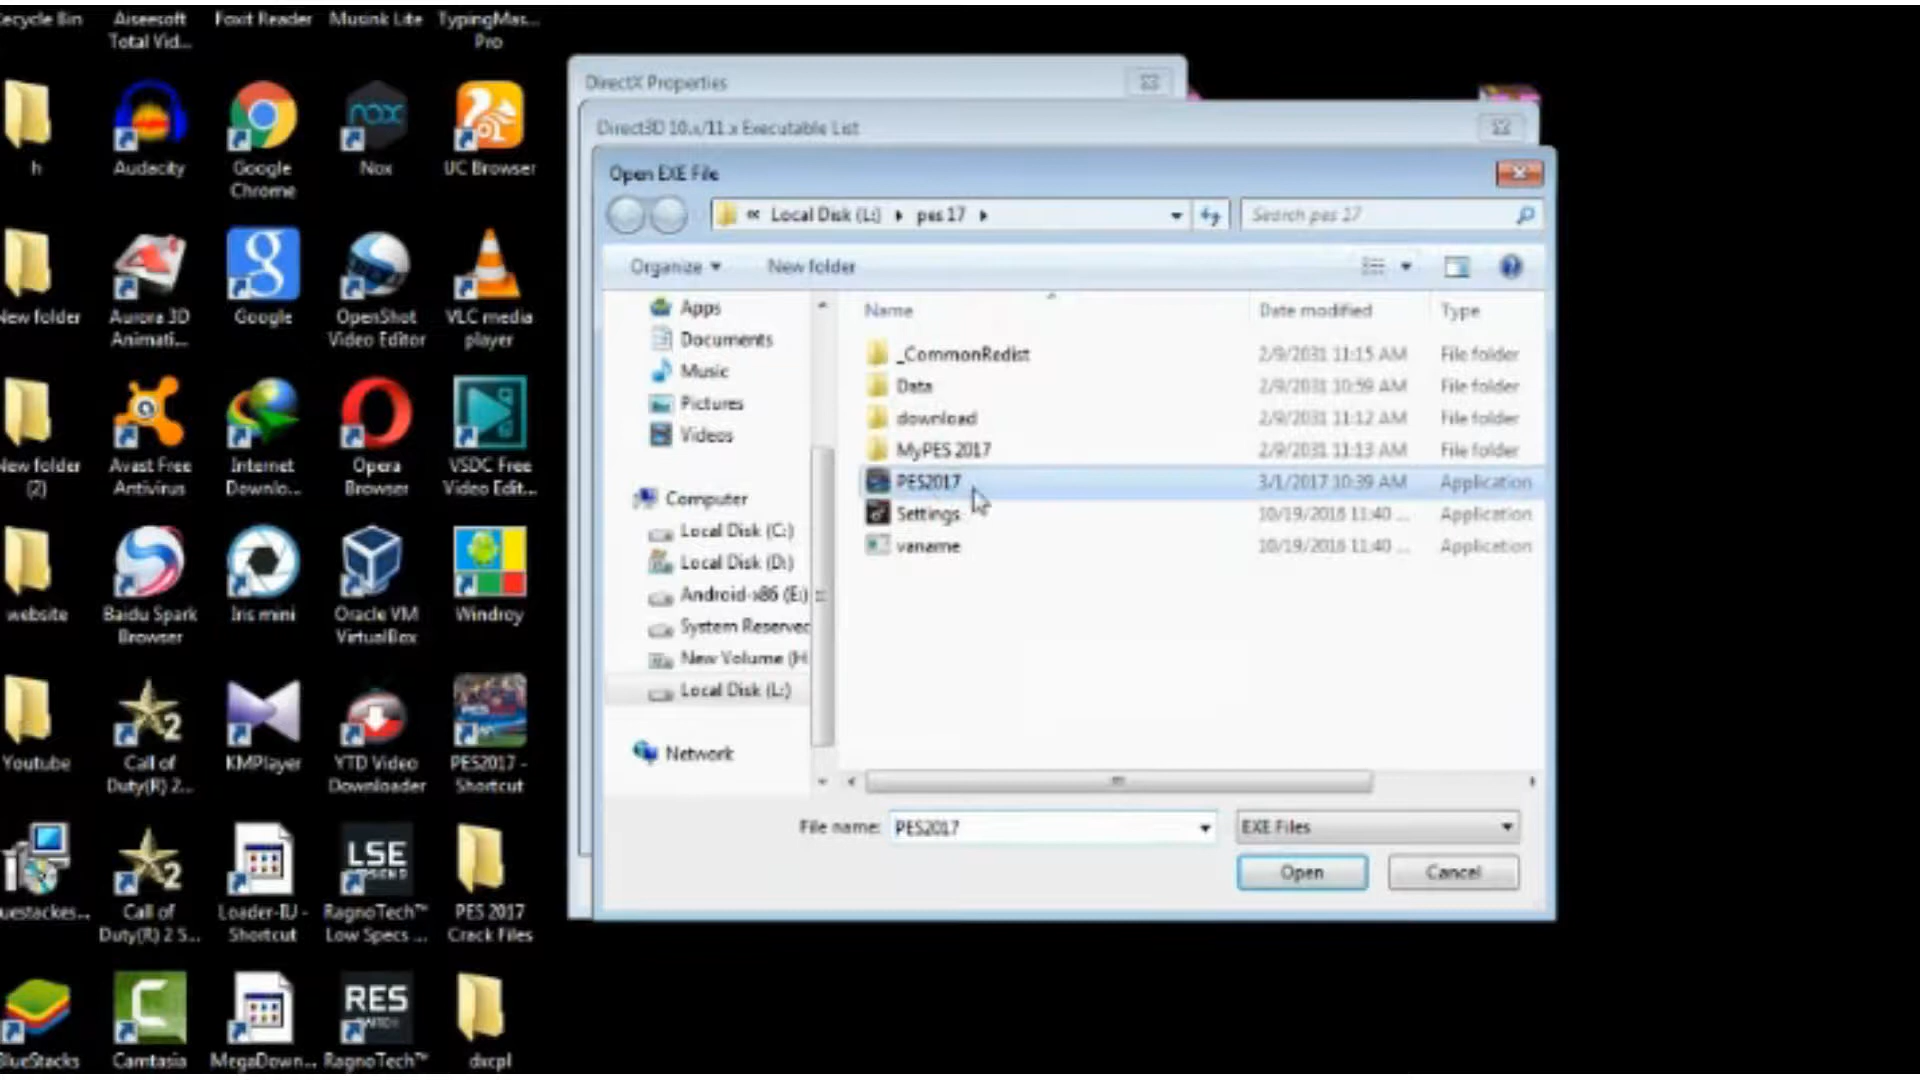 ecycle Bin
Aiseesoft
Total Vid...
Foxit Reader
Musink Lite
TypingMas...
Pro
h
Audacity
Google
Chrome
nox
Nox
UC Browser
New folder
Aurora 3D
Animati...
Google
OpenShot
Video Editor
VLC media
player
New folder
(2)
Avast Free
Antivirus
Internet
Downlo...
Opera
Browser
VSDC Free
Video Edit...
website
Baidu Spark
Browser
Iris mini
Oracle VM
VirtualBox
Windroy
Youtube
Call of
Duty(R) 2...
KMPlayer
YTD Video
Downloader
PES2017 -
Shortcut
uestackes...
Call of
Duty(R) 2 S...
Loader-IU -
Shortcut
LSE
RagnoTech™
Low Specs ...
PES 2017
Crack Files
BlueStacks
Camtasia
MegaDown...
RES
RagnoTech™
dxcpl
DirectX Properties
Direct3D 10.x/11.x Executable List
Open EXE File
« Local Disk (L:) pes 17
Search pes 17
Organize New folder
Apps
Documents
Music
Pictures
Videos
Computer
Local Disk (C:)
Local Disk (D:)
Android-x86 (E:)
System Reserved
New Volume (H
Local Disk (L:)
Network
Name Date modified Type
_CommonRedist 2/9/2031 11:15 AM File folder
Data 2/9/2031 10:59 AM File folder
download 2/9/2031 11:12 AM File folder
MyPES 2017 2/9/2031 11:13 AM File folder
PES2017 3/1/2017 10:39 AM Application
Settings 10/19/2016 11:40 ... Application
vaname 10/19/2016 11:40 ... Application
File name: PES2017 EXE Files
Open Cancel